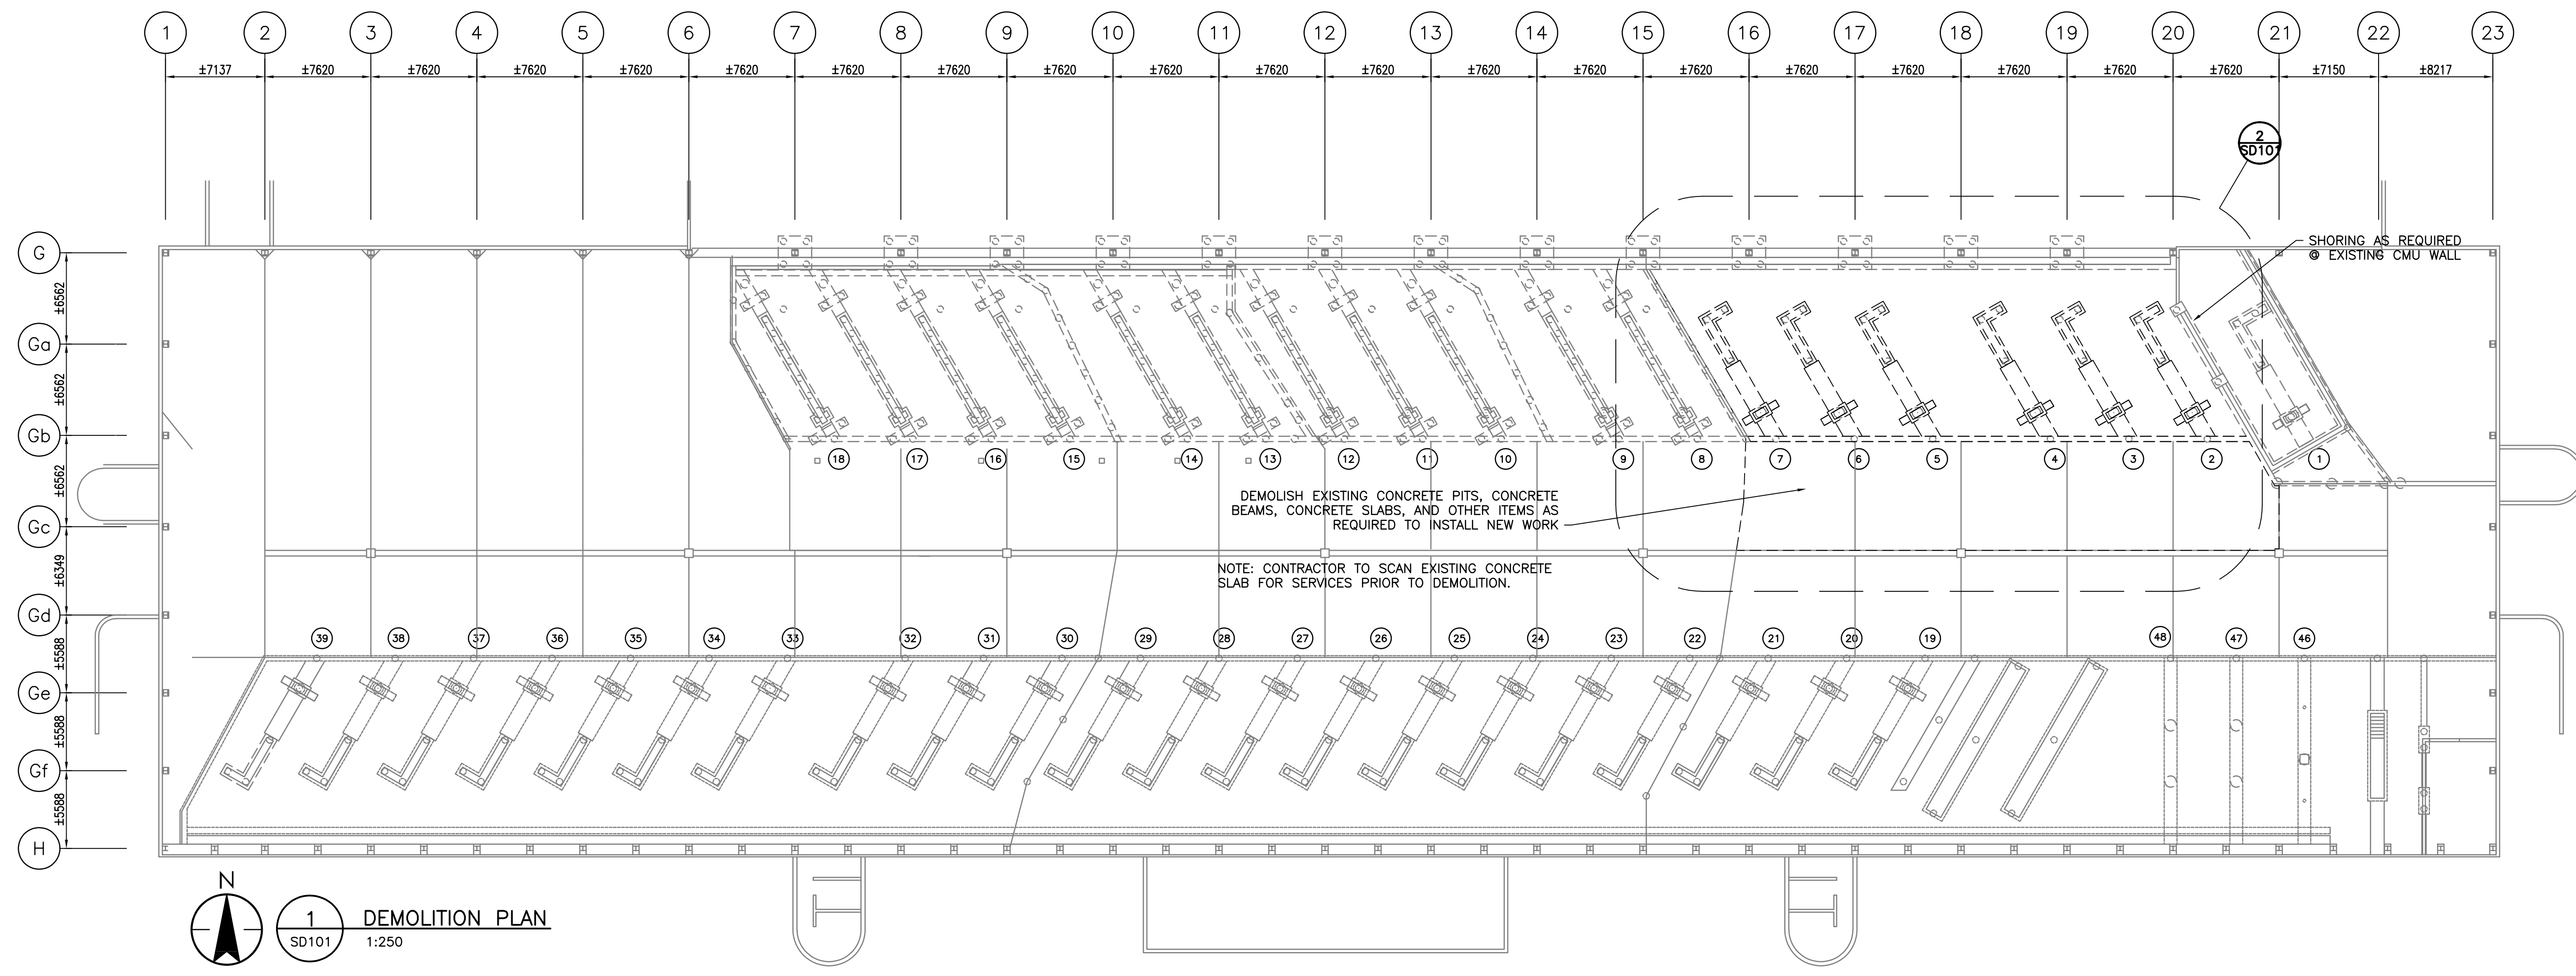 1 2 3 4 5 6 7 8 9 10 11 12 13 14 15 16 17 18 19 20 21 22 23
±7137 ±7620 ±7620 ±7620 ±7620 ±7620 ±7620 ±7620 ±7620 ±7620 ±7620 ±7620 ±7620 ±7620 ±7620 ±7620 ±7620 ±7620 ±7620 ±7620 ±7150 ±8217
2
SD101
SHORING AS REQUIRED
@ EXISTING CMU WALL
G
±6562
Ga
±6562
Gb
±6562
Gc
±6349
Gd
±5588
Ge
±5588
Gf
±5588
H
18 17 16 15 14 13 12 11 10 9 8 7 6 5 4 3 2 1
DEMOLISH EXISTING CONCRETE PITS, CONCRETE
BEAMS, CONCRETE SLABS, AND OTHER ITEMS AS
REQUIRED TO INSTALL NEW WORK
NOTE: CONTRACTOR TO SCAN EXISTING CONCRETE
SLAB FOR SERVICES PRIOR TO DEMOLITION.
39 38 37 36 35 34 33 32 31 30 29 28 27 26 25 24 23 22 21 20 19 48 47 46
N
1
SD101
DEMOLITION PLAN
1:250